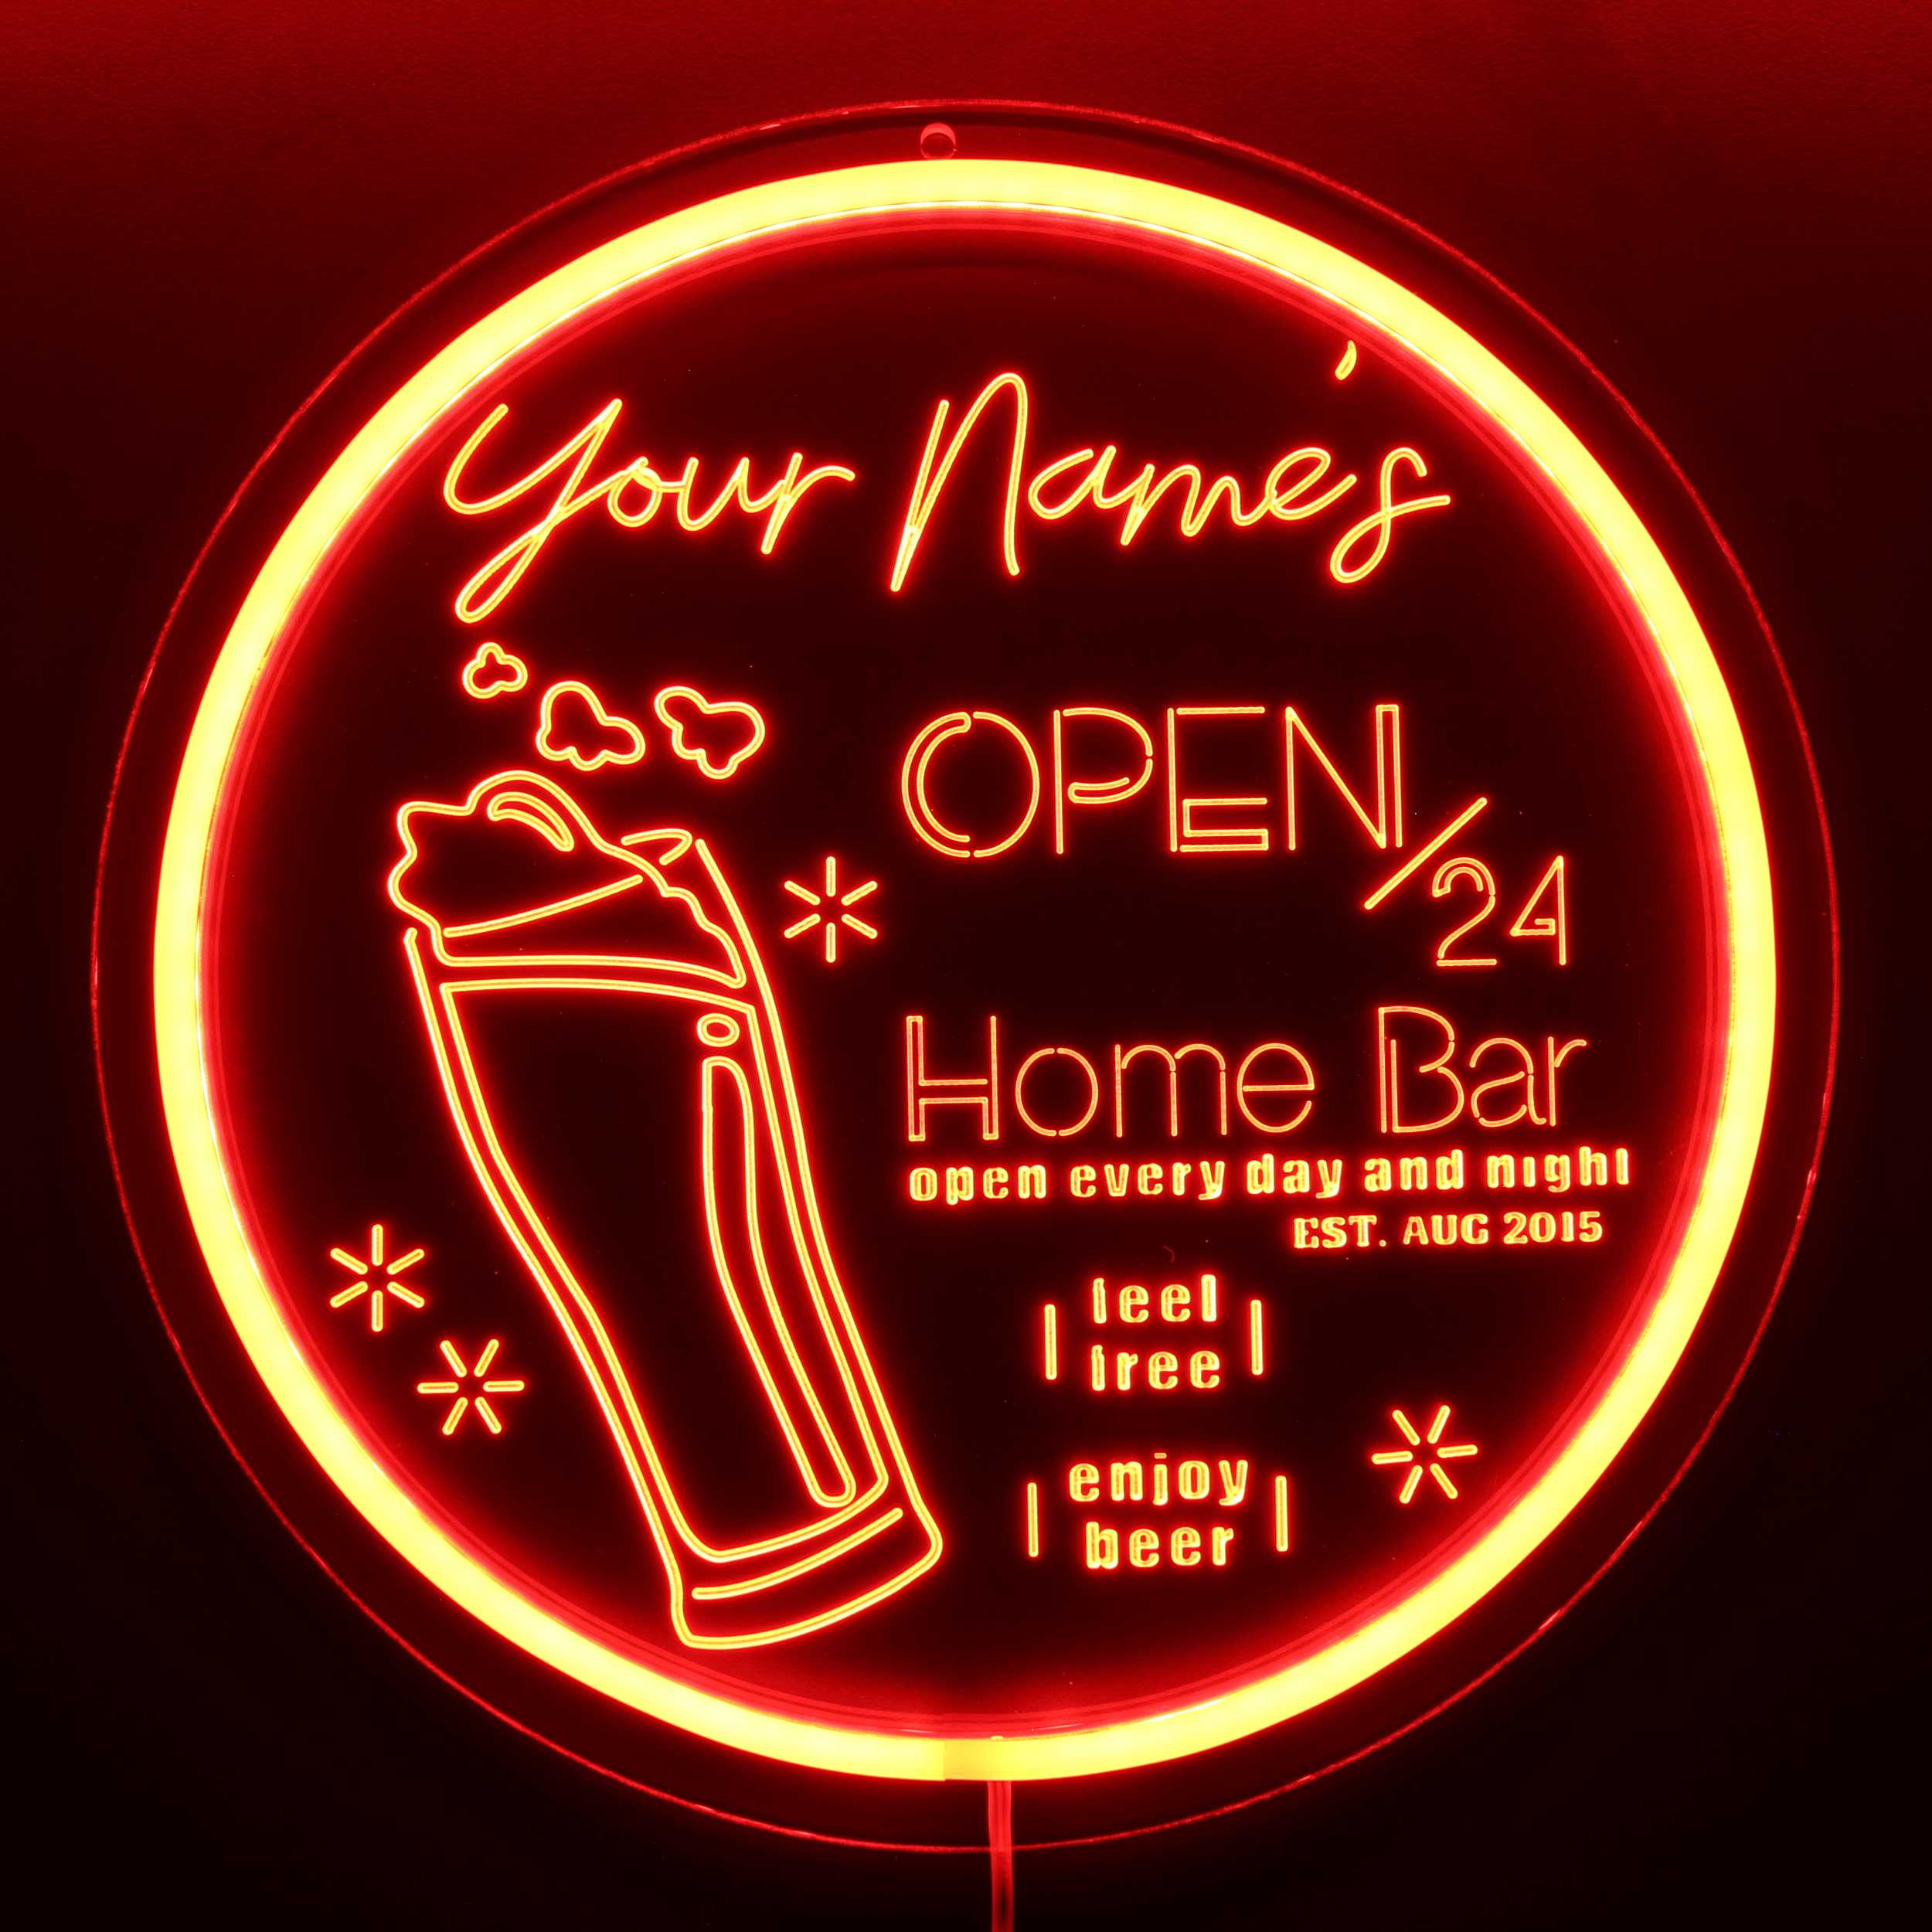 Your Name's
OPEN/24
Home Bar
open every day and night
EST. AUG 2015
feel
free
enjoy
beer